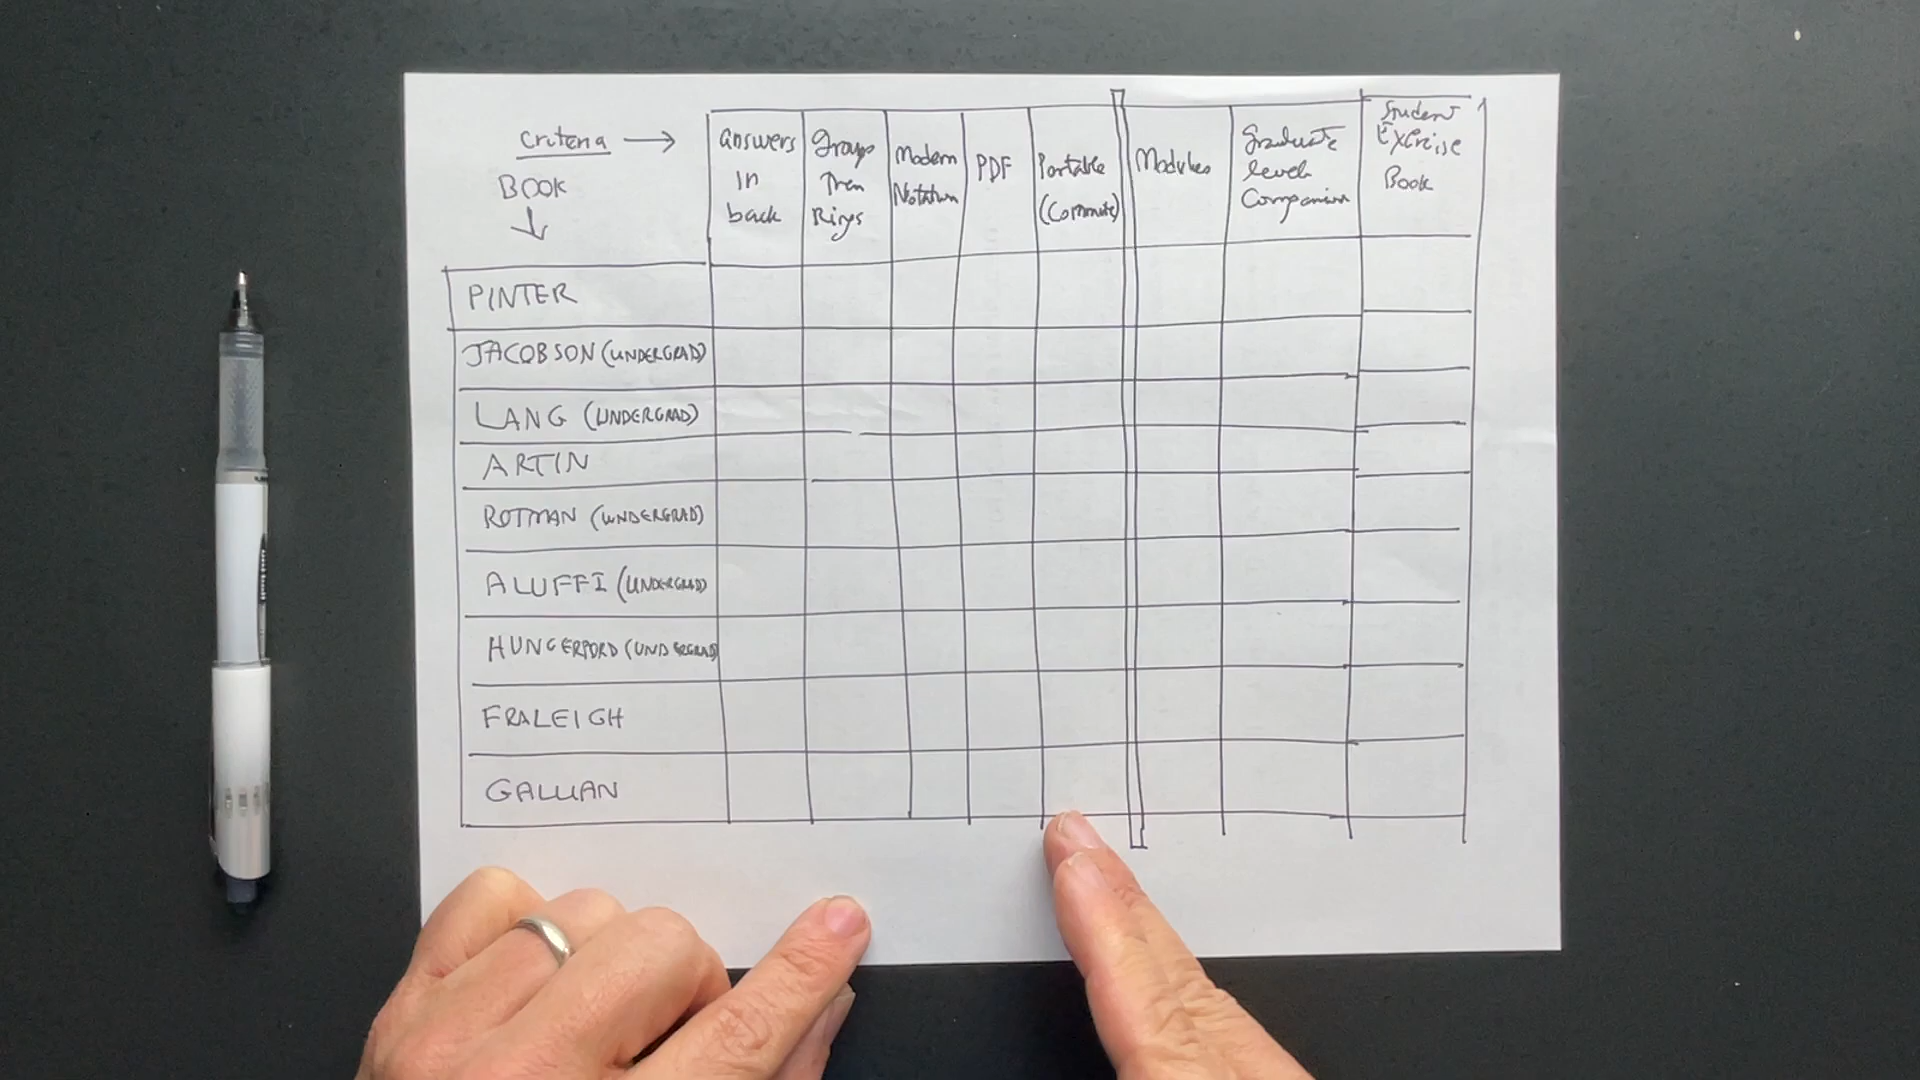 Criteria →
BOOK
↓
answers
in
back
Groups
Then
Rings
Modern
Notation
PDF
Portable
(Commute)
Modules
Graduate
level
Companion
Student
Exercise
Book
PINTER
JACOBSON (UNDERGRAD)
LANG (UNDERGRAD)
ARTIN
ROTMAN (UNDERGRAD)
ALUFFI (UNDERGRAD)
HUNGERFORD (UNDERGRAD)
FRALEIGH
GALLIAN